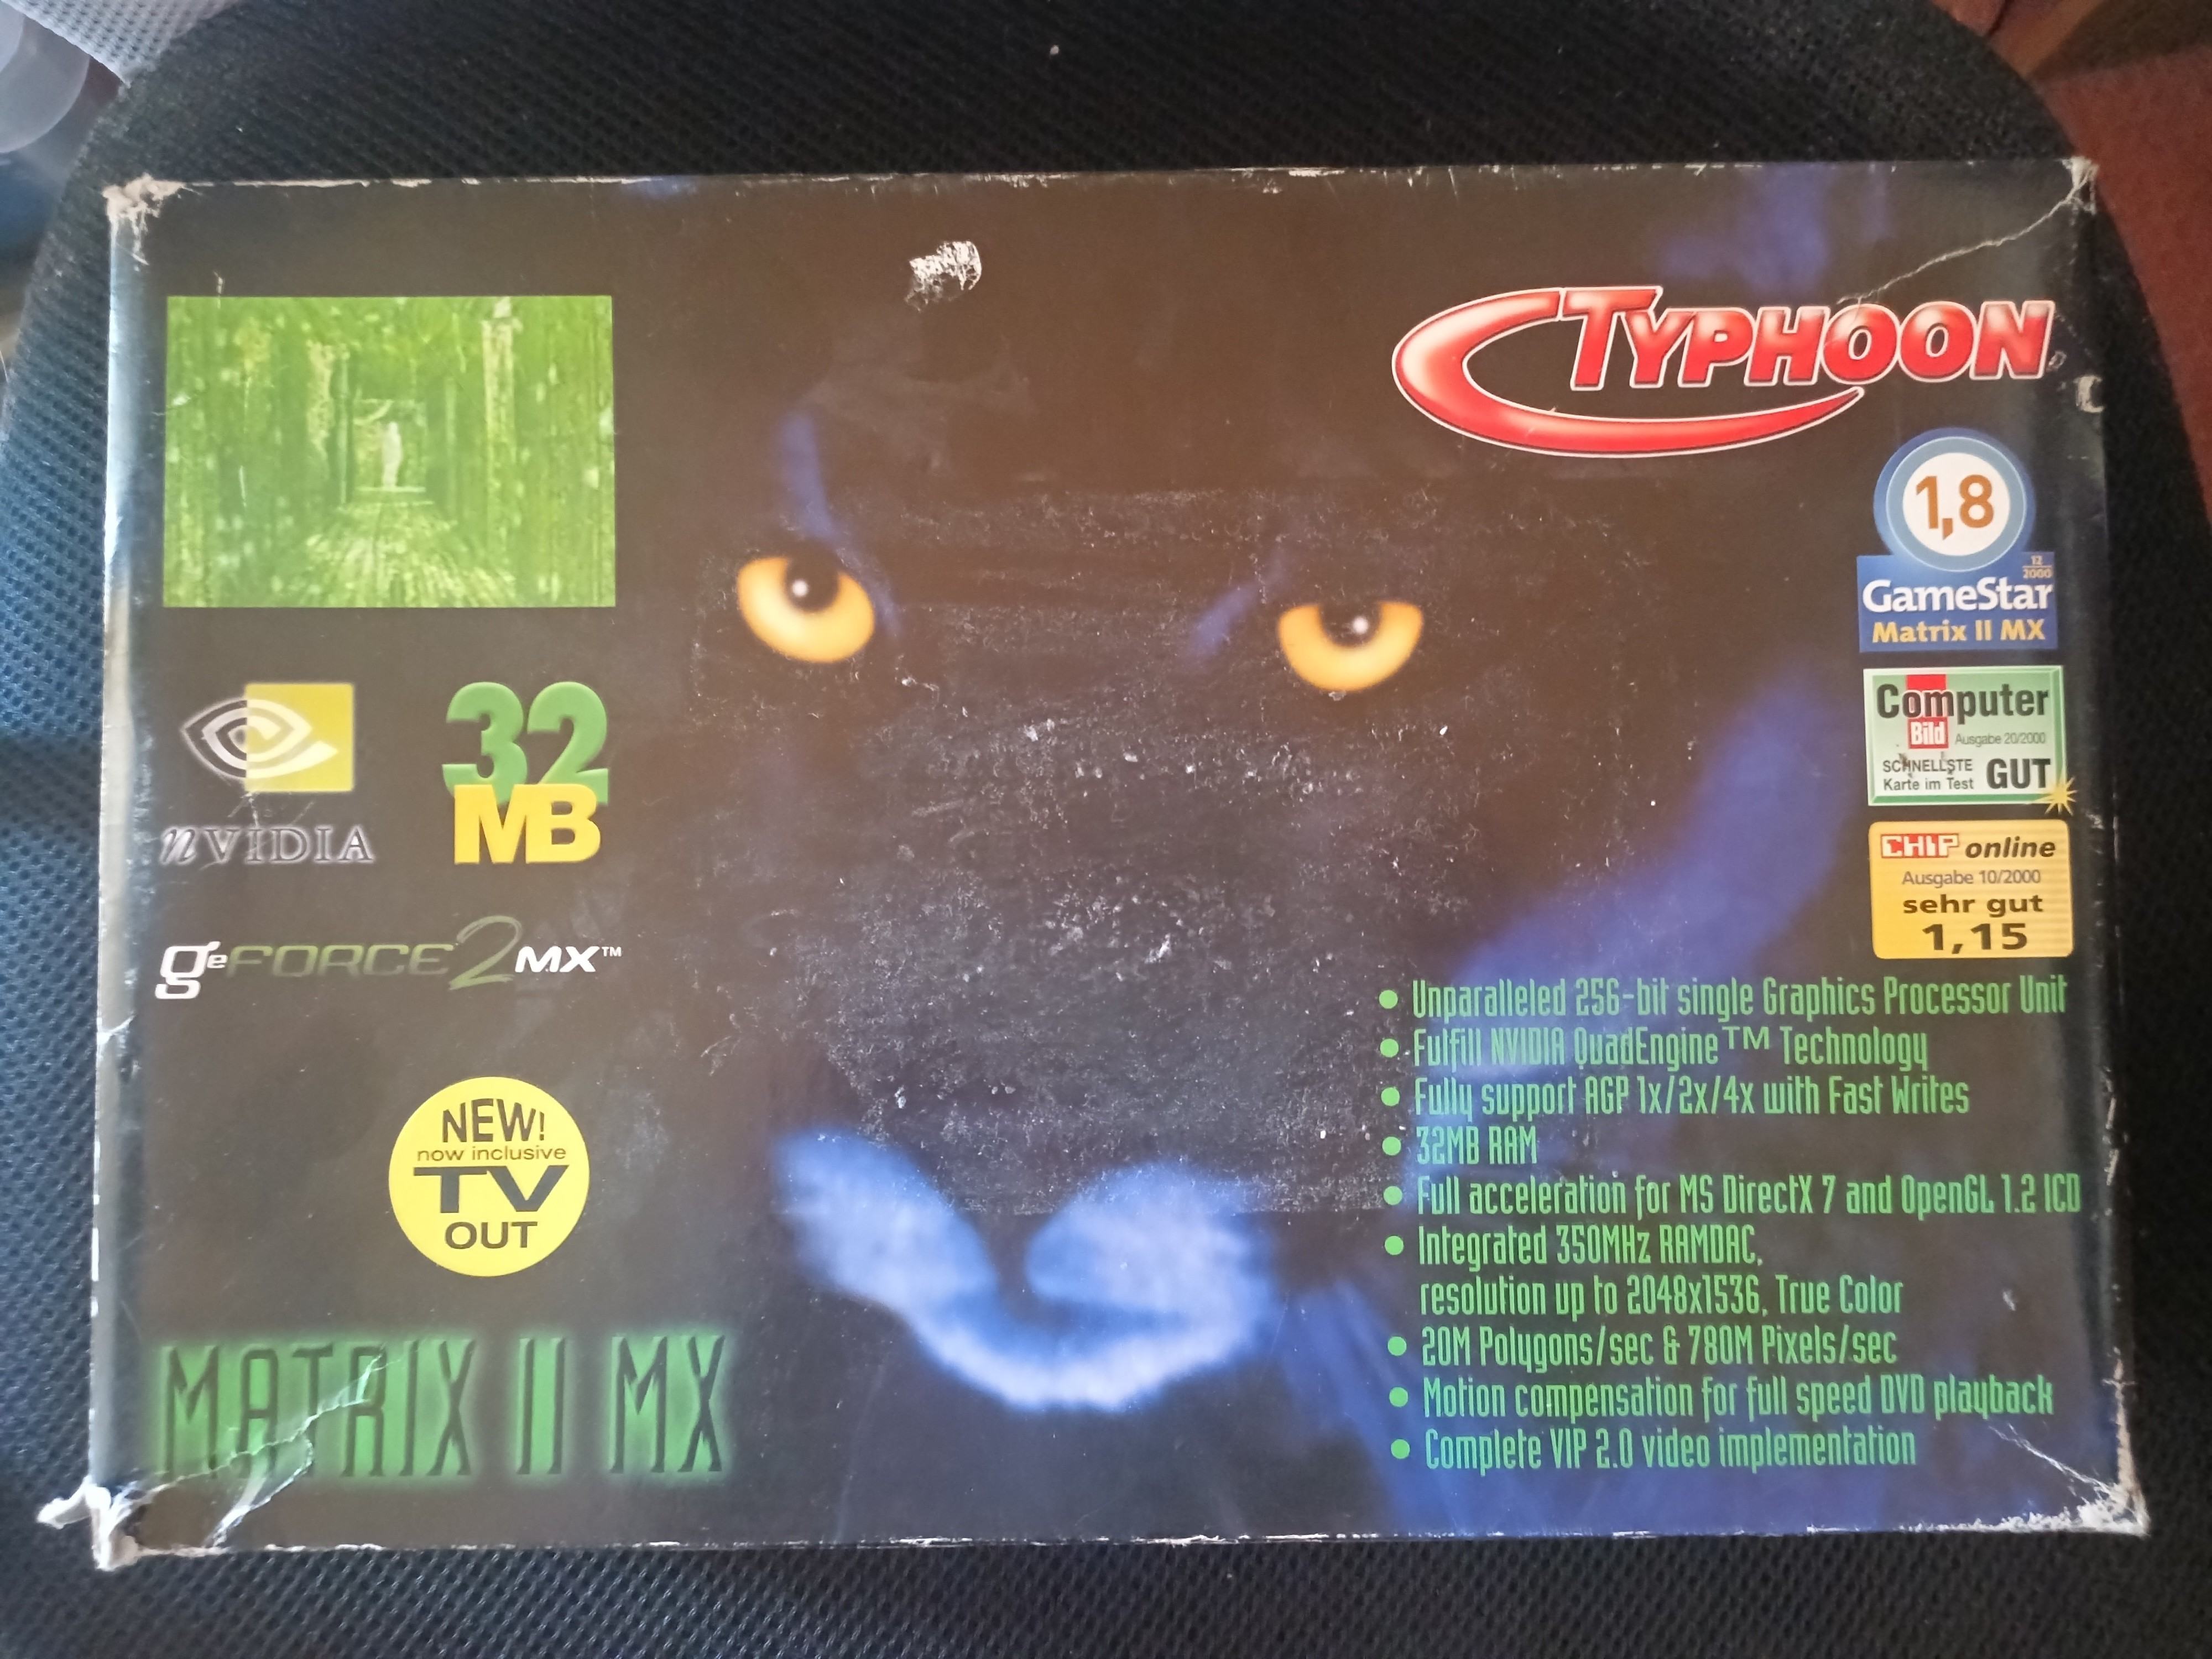 TYPHOON
1,8
12
2000
GameStar
Matrix II MX
Computer
Bild Ausgabe 20/2000
SCHNELLSTE
Karte im Test GUT
CHIP online
Ausgabe 10/2000
sehr gut
1,15
nVIDIA
32
MB
geFORCE2MX™
NEW!
now inclusive
TV
OUT
MATRIX II MX
• Unparalleled 256-bit single Graphics Processor Unit
• Fulfill NVIDIA QuadEngine™ Technology
• Fully support AGP 1x/2x/4x with Fast Writes
• 32MB RAM
• Full acceleration for MS DirectX 7 and OpenGL 1.2 ICD
• Integrated 350MHz RAMDAC,
resolution up to 2048x1536, True Color
• 20M Polygons/sec & 780M Pixels/sec
• Motion compensation for full speed DVD playback
• Complete VIP 2.0 video implementation